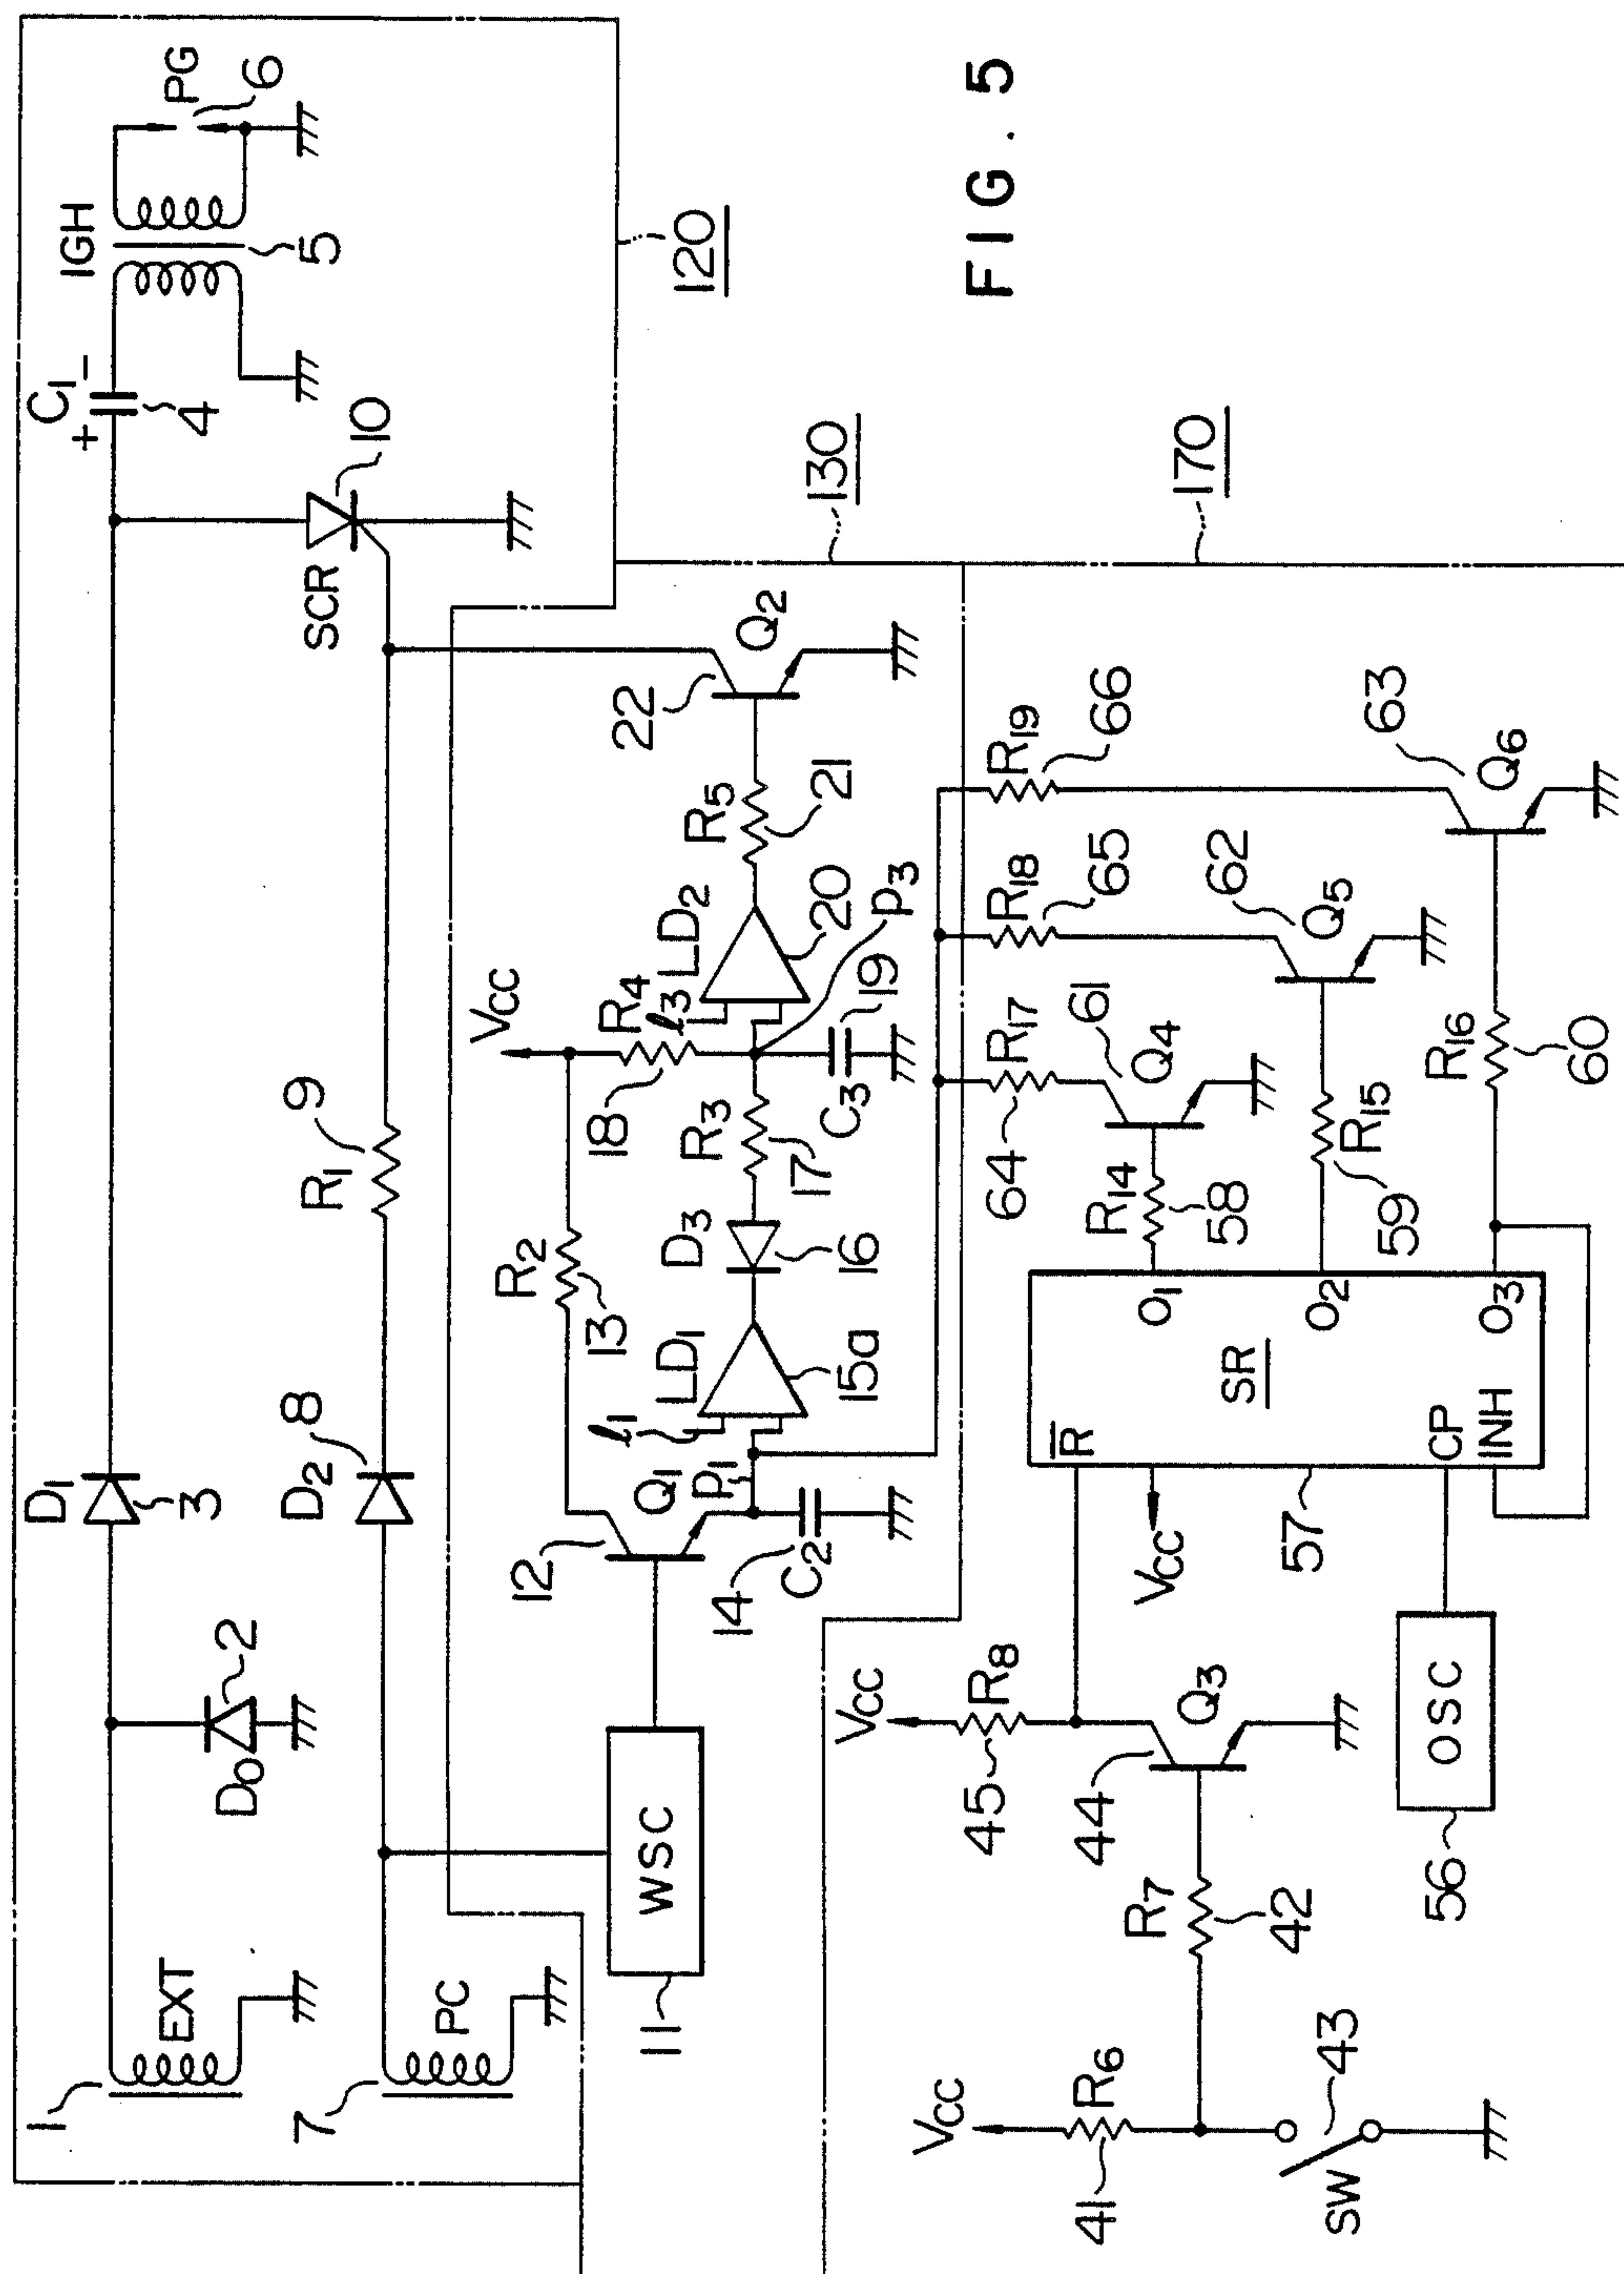 PG
6
IGH
5
C1
+ −
4
10
SCR
120
D1
3
2
D0
EXT
1
9
R1
D2
8
PC
7
130
Q2
22
VCC
R4
LD2
R5
21
l3
20
p3
19
C3
18
R3
17
R2
13
D3
16
LD1
l1
15a
12
Q1
P1
14
C2
WSC
11
170
R19
66
R18
65
R17
64
63
Q6
62
Q5
61
Q4
R14
58
R15
59
R16
60
SR
O1
O2
O3
R̅
CP
INH
57
VCC
VCC
R8
45
Q3
44
OSC
56
R7
42
VCC
R6
41
43
SW
FIG. 5